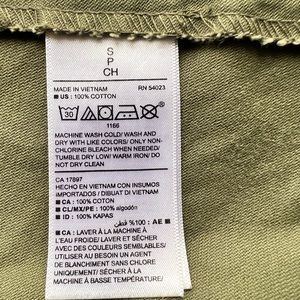 S
P
CH
MADE IN VIETNAM RN 54023
■ US : 100% COTTON
30
1166
MACHINE WASH COLD/ WASH AND
DRY WITH LIKE COLORS/ ONLY NON-
CHLORINE BLEACH WHEN NEEDED/
TUMBLE DRY LOW/ WARM IRON/ DO
NOT DRY CLEAN
CA 17897
HECHO EN VIETNAM CON INSUMOS
IMPORTADOS / DIBUAT DI VIETNAM
■ CA : 100% COTON
■ CL/MX/PE : 100% ALGODÓN
■ ID : 100% KAPAS
■ AE : %100 قطن
■ CA : LAVER À LA MACHINE À
L'EAU FROIDE/ LAVER ET SÉCHER
AVEC DES COULEURS SEMBLABLES/
UTILISER AU BESOIN UN AGENT
DE BLANCHIMENT SANS CHLORE
UNIQUEMENT/ SÉCHER À LA MACHINE À